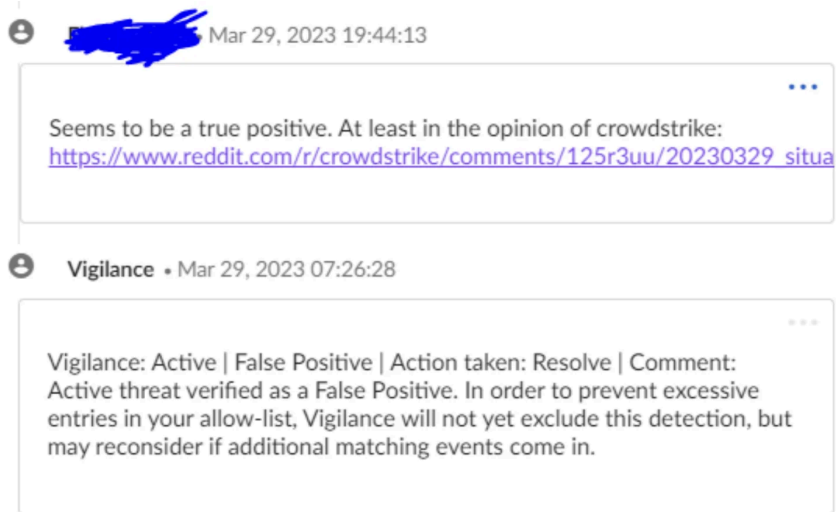 • Mar 29, 2023 19:44:13
...
Seems to be a true positive. At least in the opinion of crowdstrike:
https://www.reddit.com/r/crowdstrike/comments/125r3uu/20230329_situa
Vigilance • Mar 29, 2023 07:26:28
...
Vigilance: Active | False Positive | Action taken: Resolve | Comment:
Active threat verified as a False Positive. In order to prevent excessive
entries in your allow-list, Vigilance will not yet exclude this detection, but
may reconsider if additional matching events come in.